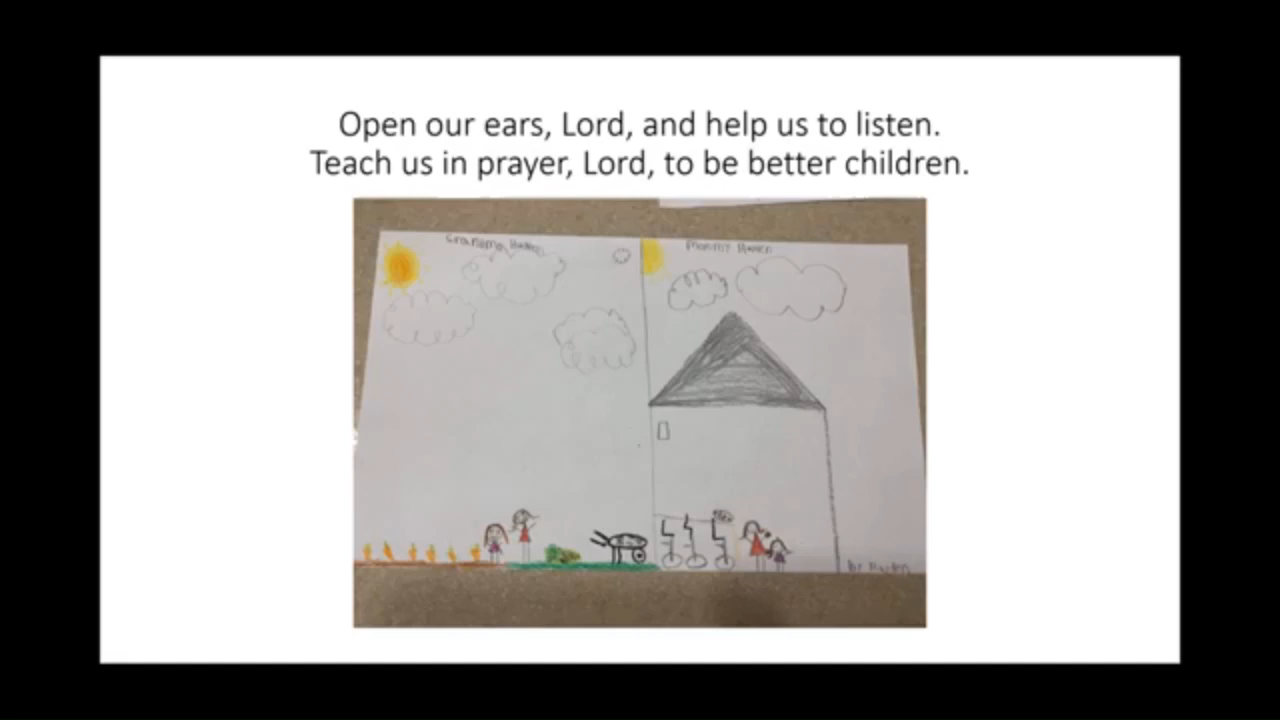 Open our ears, Lord, and help us to listen.
Teach us in prayer, Lord, to be better children.